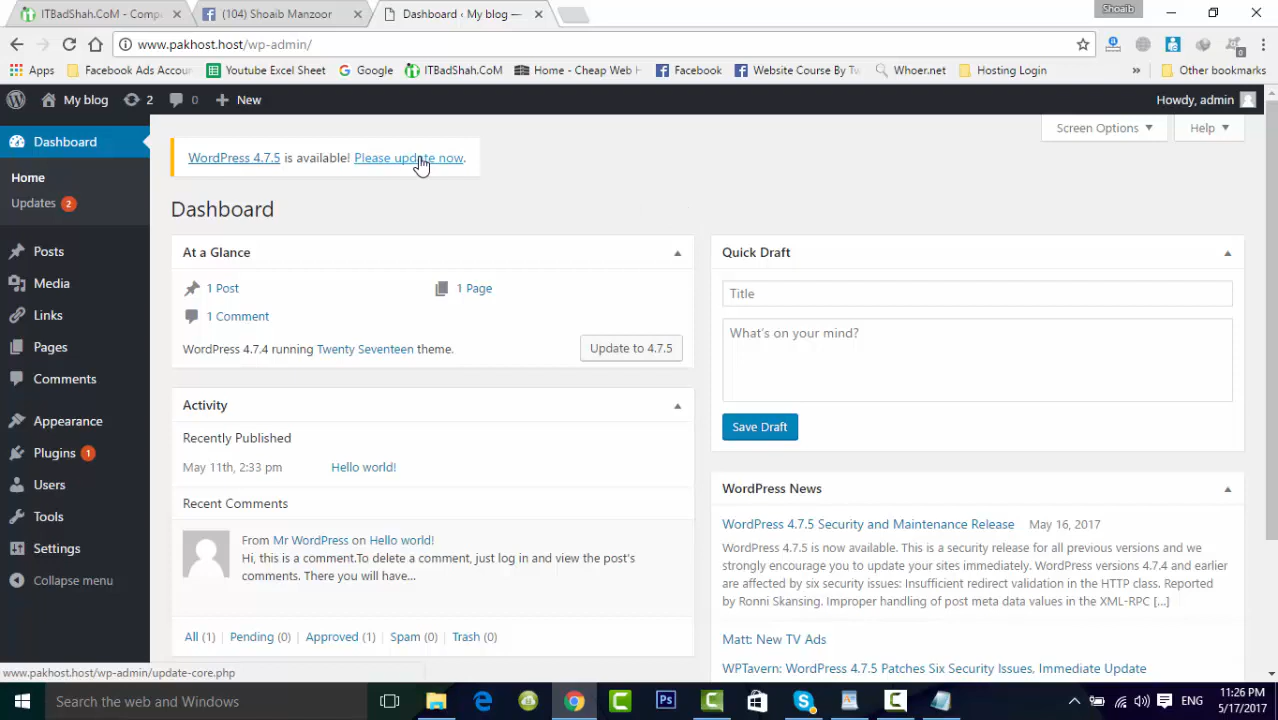 ITBadShah.CoM - Comp
(104) Shoaib Manzoor
Dashboard ‹ My blog —
Shoaib
www.pakhost.host/wp-admin/
Apps
Facebook Ads Accou
Youtube Excel Sheet
Google
ITBadShah.CoM
Home - Cheap Web H
Facebook
Website Course By Tw
Whoer.net
Hosting Login
»
Other bookmarks
My blog
2
0
New
Howdy, admin
Dashboard
Home
Updates 2
Posts
Media
Links
Pages
Comments
Appearance
Plugins 1
Users
Tools
Settings
Collapse menu
Screen Options
Help
WordPress 4.7.5 is available! Please update now.
Dashboard
At a Glance
1 Post
1 Page
1 Comment
WordPress 4.7.4 running Twenty Seventeen theme.
Update to 4.7.5
Activity
Recently Published
May 11th, 2:33 pm
Hello world!
Recent Comments
From Mr WordPress on Hello world!
Hi, this is a comment.To delete a comment, just log in and view the post's
comments. There you will have...
All (1)
Pending (0)
Approved (1)
Spam (0)
Trash (0)
Quick Draft
Title
What's on your mind?
Save Draft
WordPress News
WordPress 4.7.5 Security and Maintenance Release May 16, 2017
WordPress 4.7.5 is now available. This is a security release for all previous versions and we
strongly encourage you to update your sites immediately. WordPress versions 4.7.4 and earlier
are affected by six security issues: Insufficient redirect validation in the HTTP class. Reported
by Ronni Skansing. Improper handling of post meta data values in the XML-RPC […]
Matt: New TV Ads
WPTavern: WordPress 4.7.5 Patches Six Security Issues, Immediate Update
www.pakhost.host/wp-admin/update-core.php
Search the web and Windows
ENG
11:26 PM
5/17/2017